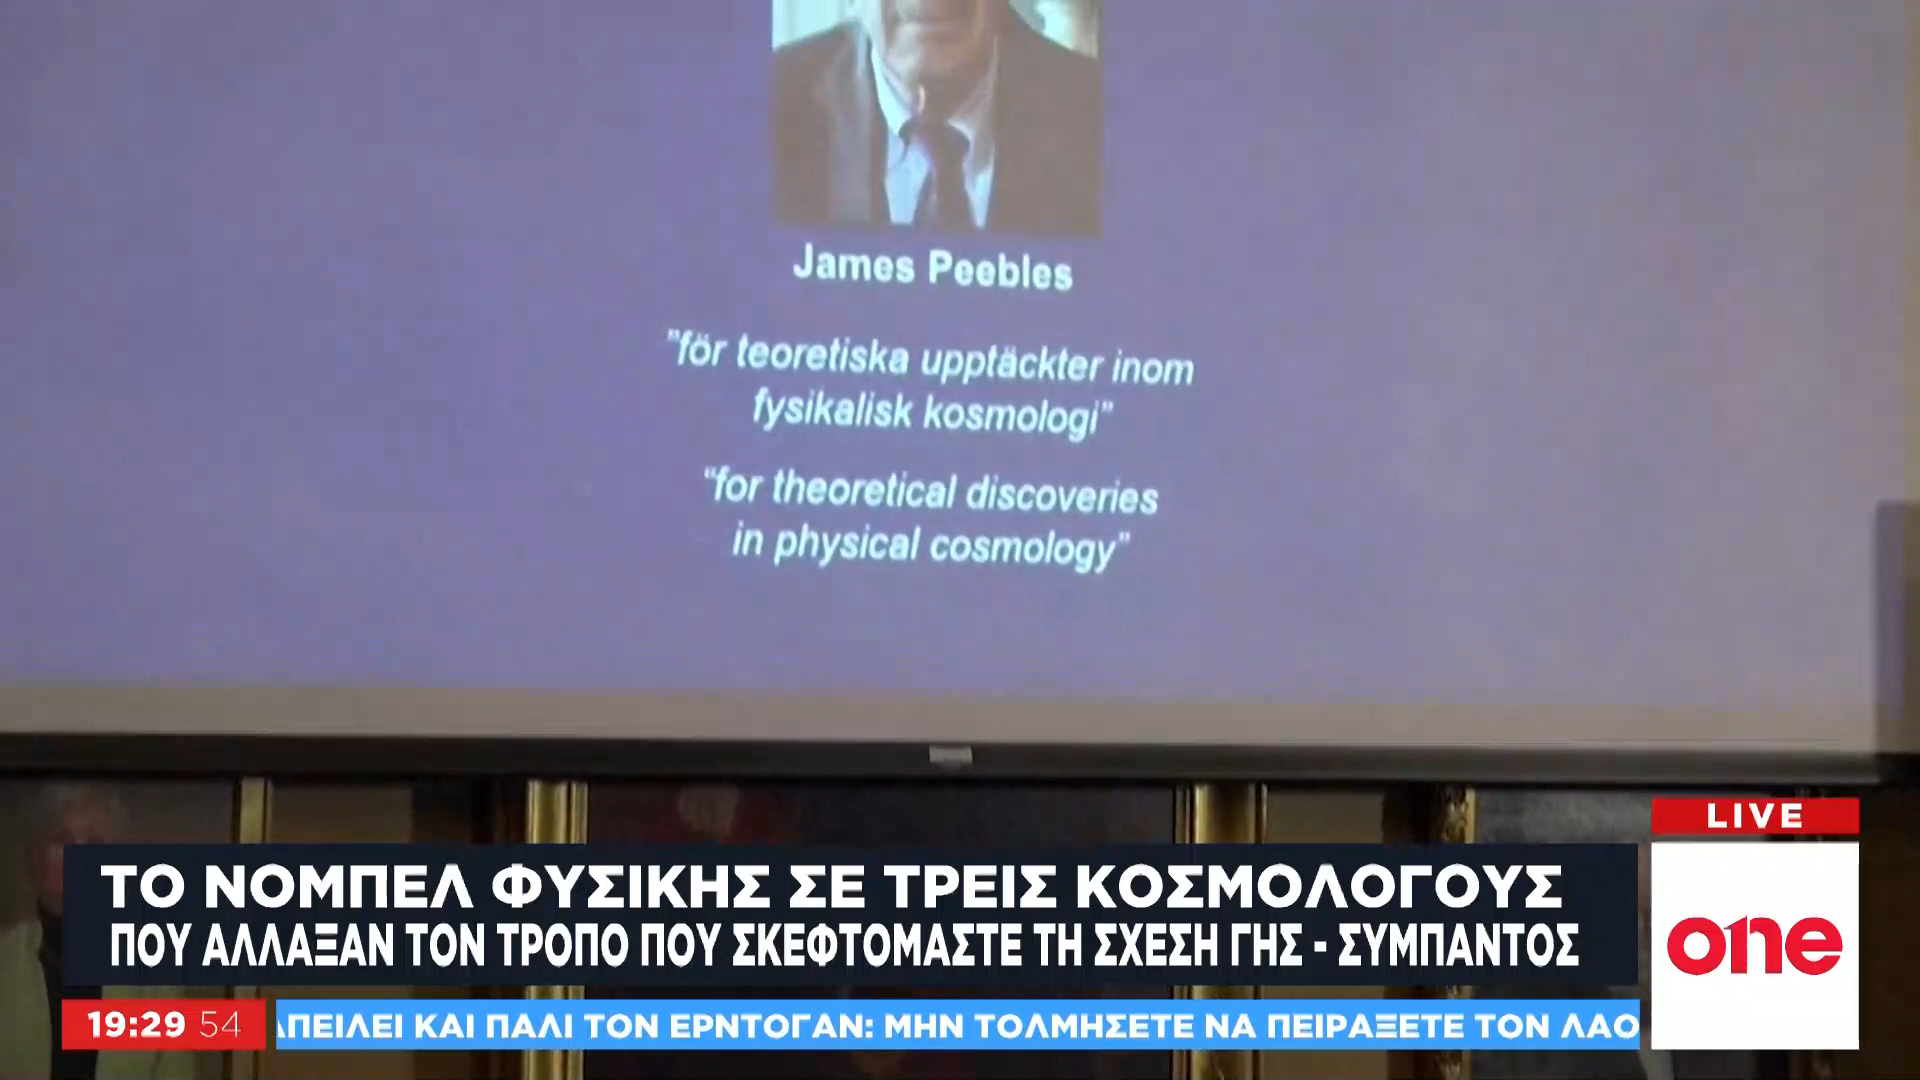 James Peebles
"för teoretiska upptäckter inom
fysikalisk kosmologi"
"for theoretical discoveries
in physical cosmology"
LIVE
ΤΟ ΝΟΜΠΕΛ ΦΥΣΙΚΗΣ ΣΕ ΤΡΕΙΣ ΚΟΣΜΟΛΟΓΟΥΣ
ΠΟΥ ΑΛΛΑΞΑΝ ΤΟΝ ΤΡΟΠΟ ΠΟΥ ΣΚΕΦΤΟΜΑΣΤΕ ΤΗ ΣΧΕΣΗ ΓΗΣ - ΣΥΜΠΑΝΤΟΣ
one
19:29 54
ΑΠΕΙΛΕΙ ΚΑΙ ΠΑΛΙ ΤΟΝ ΕΡΝΤΟΓΑΝ: ΜΗΝ ΤΟΛΜΗΣΕΤΕ ΝΑ ΠΕΙΡΑΞΕΤΕ ΤΟΝ ΛΑΟ